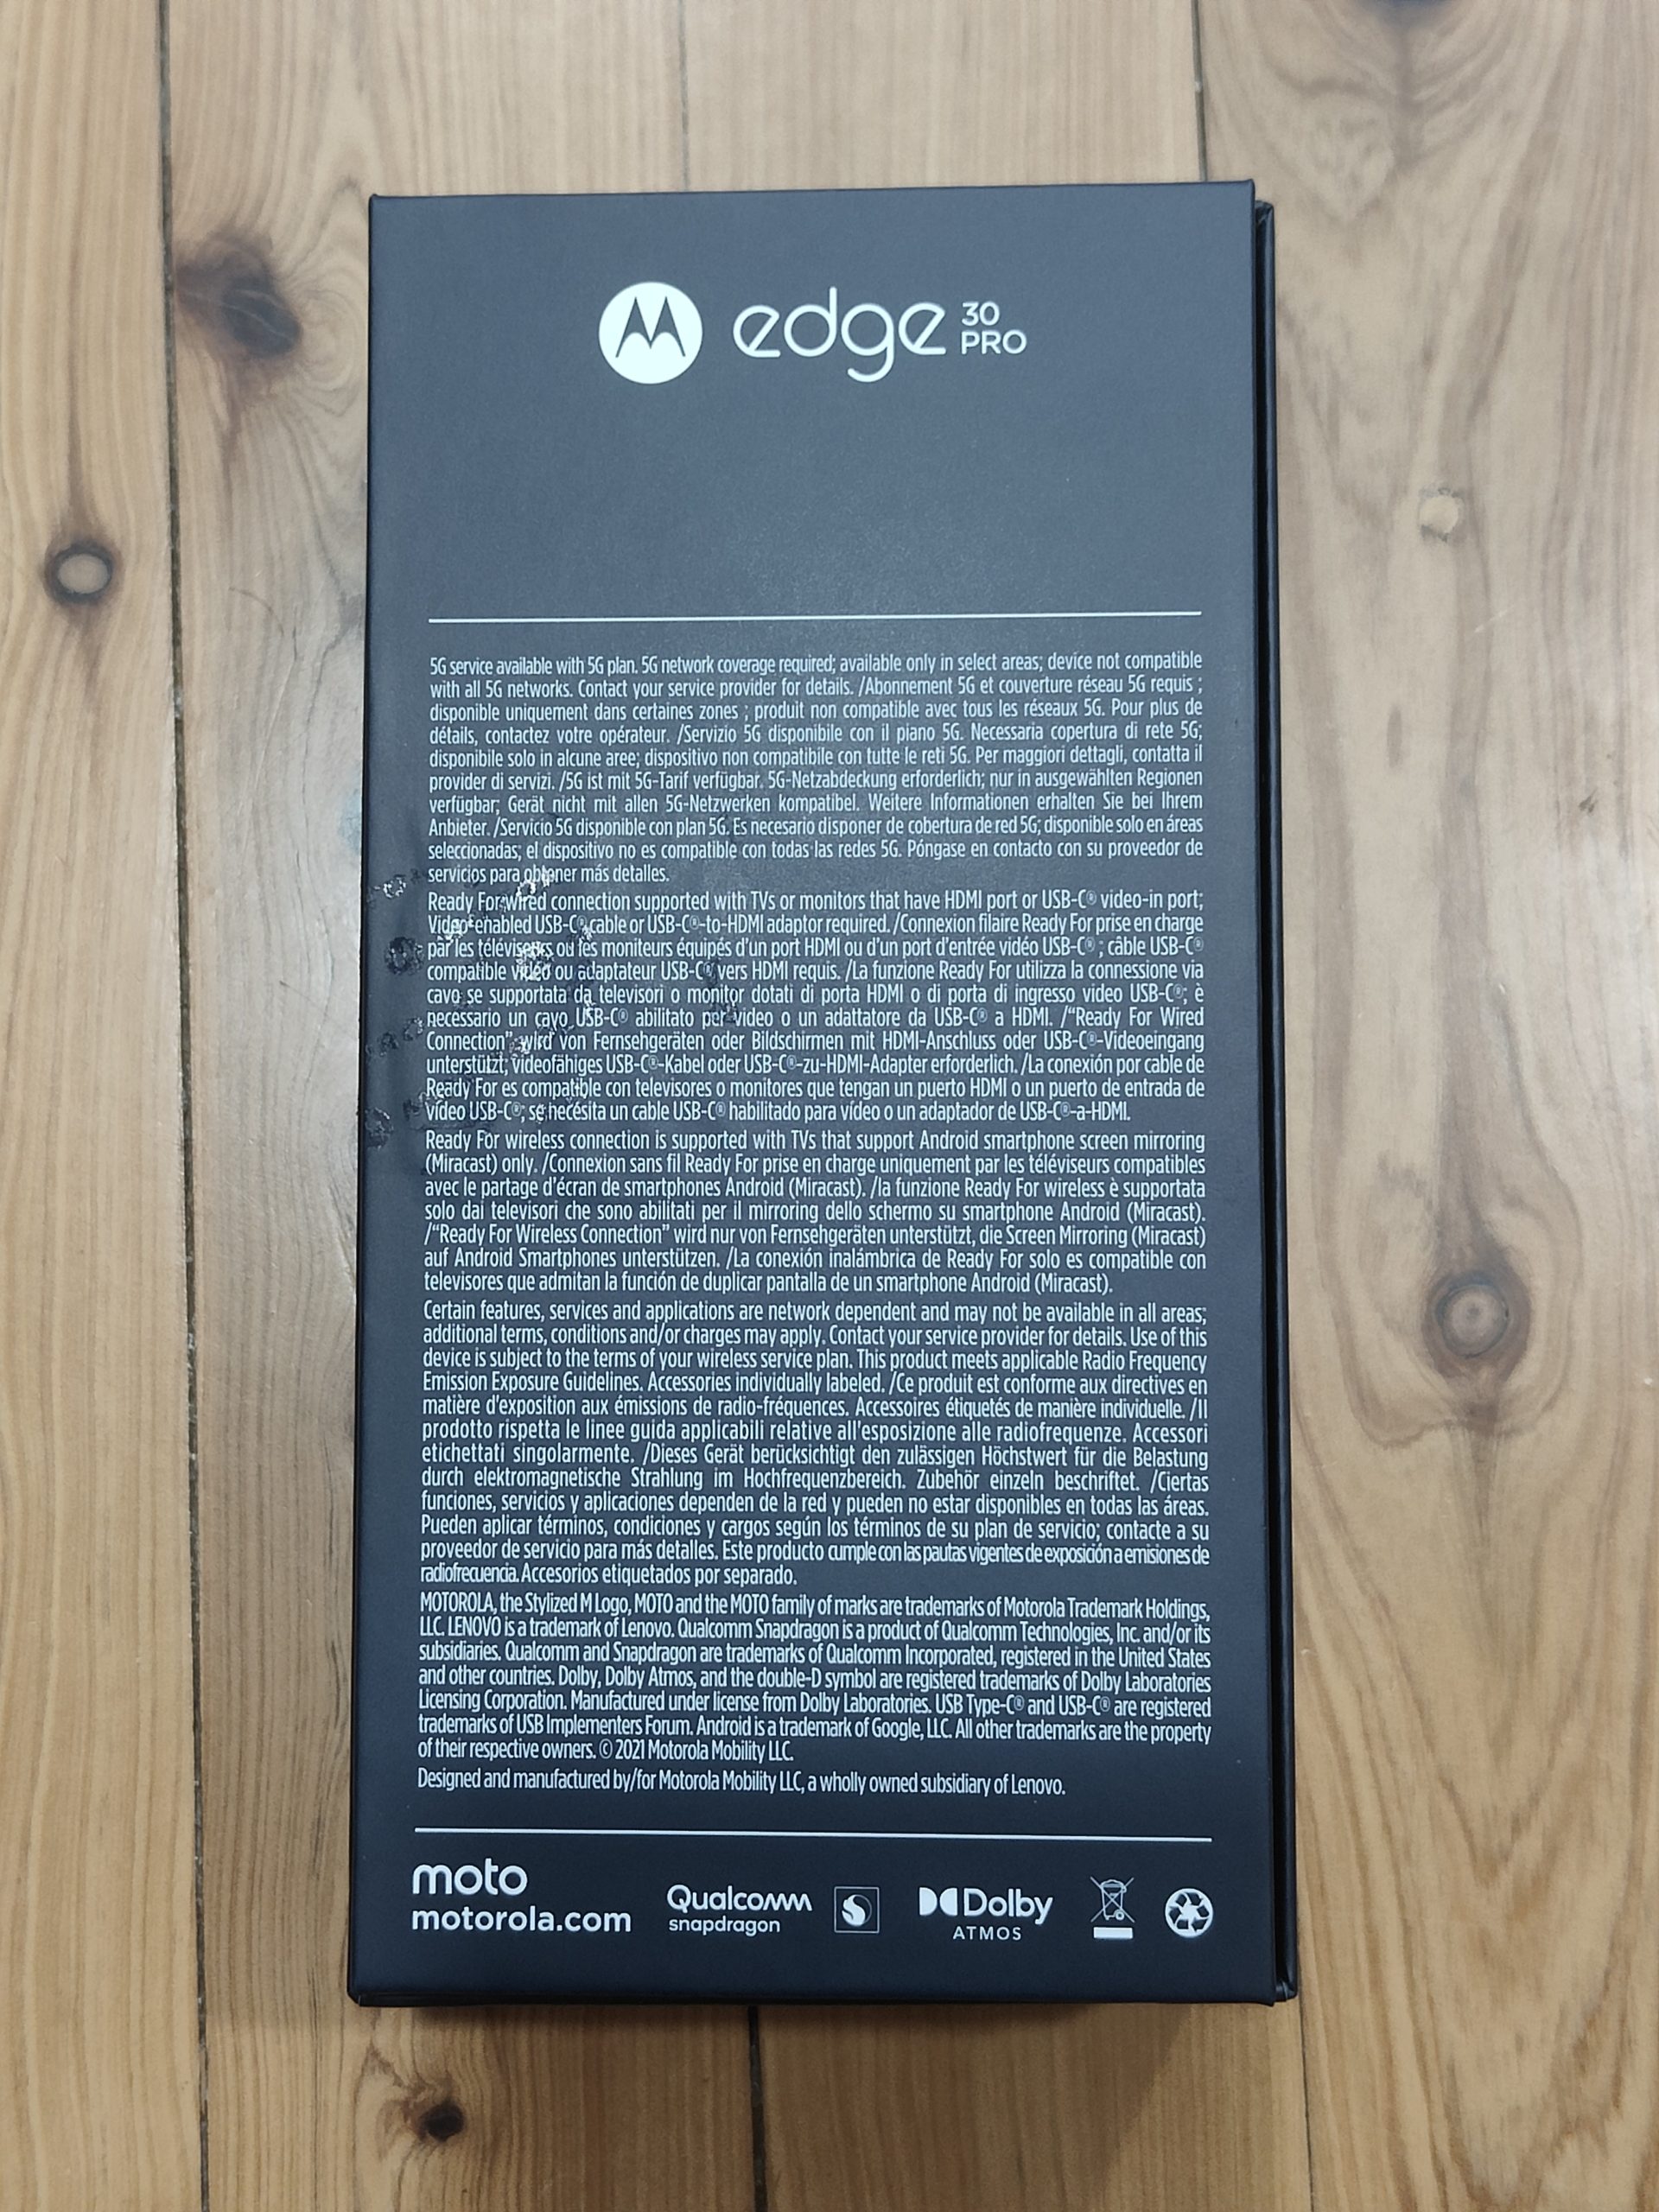 edge 30 PRO
5G service available with 5G plan. 5G network coverage required; available only in select areas; device not compatible
with all 5G networks. Contact your service provider for details. /Abonnement 5G et couverture réseau 5G requis ;
disponible uniquement dans certaines zones ; produit non compatible avec tous les réseaux 5G. Pour plus de
détails, contactez votre opérateur. /Servizio 5G disponibile con il piano 5G. Necessaria copertura di rete 5G;
disponibile solo in alcune aree; dispositivo non compatibile con tutte le reti 5G. Per maggiori dettagli, contatta il
provider di servizi. /5G ist mit 5G-Tarif verfügbar. 5G-Netzabdeckung erforderlich; nur in ausgewählten Regionen
verfügbar; Gerät nicht mit allen 5G-Netzwerken kompatibel. Weitere Informationen erhalten Sie bei Ihrem
Anbieter. /Servicio 5G disponible con plan 5G. Es necesario disponer de cobertura de red 5G; disponible solo en áreas
seleccionadas; el dispositivo no es compatible con todas las redes 5G. Póngase en contacto con su proveedor de
servicios para obtener más detalles.
Ready For wired connection supported with TVs or monitors that have HDMI port or USB-C® video-in port;
Video-enabled USB-C® cable or USB-C®-to-HDMI adaptor required. /Connexion filaire Ready For prise en charge
par les téléviseurs ou les moniteurs équipés d'un port HDMI ou d'un port d'entrée vidéo USB-C® ; câble USB-C®
compatible vidéo ou adaptateur USB-C® vers HDMI requis. /La funzione Ready For utilizza la connessione via
cavo se supportata da televisori o monitor dotati di porta HDMI o di porta di ingresso video USB-C®; è
necessario un cavo USB-C® abilitato per video o un adattatore da USB-C® a HDMI. /“Ready For Wired
Connection” wird von Fernsehgeräten oder Bildschirmen mit HDMI-Anschluss oder USB-C®-Videoeingang
unterstützt; videofähiges USB-C®-Kabel oder USB-C®-zu-HDMI-Adapter erforderlich. /La conexión por cable de
Ready For es compatible con televisores o monitores que tengan un puerto HDMI o un puerto de entrada de
vídeo USB-C®; se necesita un cable USB-C® habilitado para vídeo o un adaptador de USB-C®-a-HDMI.
Ready For wireless connection is supported with TVs that support Android smartphone screen mirroring
(Miracast) only. /Connexion sans fil Ready For prise en charge uniquement par les téléviseurs compatibles
avec le partage d'écran de smartphones Android (Miracast). /la funzione Ready For wireless è supportata
solo dai televisori che sono abilitati per il mirroring dello schermo su smartphone Android (Miracast).
/“Ready For Wireless Connection” wird nur von Fernsehgeräten unterstützt, die Screen Mirroring (Miracast)
auf Android Smartphones unterstützen. /La conexión inalámbrica de Ready For solo es compatible con
televisores que admitan la función de duplicar pantalla de un smartphone Android (Miracast).
Certain features, services and applications are network dependent and may not be available in all areas;
additional terms, conditions and/or charges may apply. Contact your service provider for details. Use of this
device is subject to the terms of your wireless service plan. This product meets applicable Radio Frequency
Emission Exposure Guidelines. Accessories individually labeled. /Ce produit est conforme aux directives en
matière d'exposition aux émissions de radio-fréquences. Accessoires étiquetés de manière individuelle. /Il
prodotto rispetta le linee guida applicabili relative all'esposizione alle radiofrequenze. Accessori
etichettati singolarmente. /Dieses Gerät berücksichtigt den zulässigen Höchstwert für die Belastung
durch elektromagnetische Strahlung im Hochfrequenzbereich. Zubehör einzeln beschriftet. /Ciertas
funciones, servicios y aplicaciones dependen de la red y pueden no estar disponibles en todas las áreas.
Pueden aplicar términos, condiciones y cargos según los términos de su plan de servicio; contacte a su
proveedor de servicio para más detalles. Este producto cumple con las pautas vigentes de exposición a emisiones de
radiofrecuencia. Accesorios etiquetados por separado.
MOTOROLA, the Stylized M Logo, MOTO and the MOTO family of marks are trademarks of Motorola Trademark Holdings,
LLC. LENOVO is a trademark of Lenovo. Qualcomm Snapdragon is a product of Qualcomm Technologies, Inc. and/or its
subsidiaries. Qualcomm and Snapdragon are trademarks of Qualcomm Incorporated, registered in the United States
and other countries. Dolby, Dolby Atmos, and the double-D symbol are registered trademarks of Dolby Laboratories
Licensing Corporation. Manufactured under license from Dolby Laboratories. USB Type-C® and USB-C® are registered
trademarks of USB Implementers Forum. Android is a trademark of Google, LLC. All other trademarks are the property
of their respective owners. © 2021 Motorola Mobility LLC.
Designed and manufactured by/for Motorola Mobility LLC, a wholly owned subsidiary of Lenovo.
moto
motorola.com
Qualcomm
snapdragon
Dolby
ATMOS